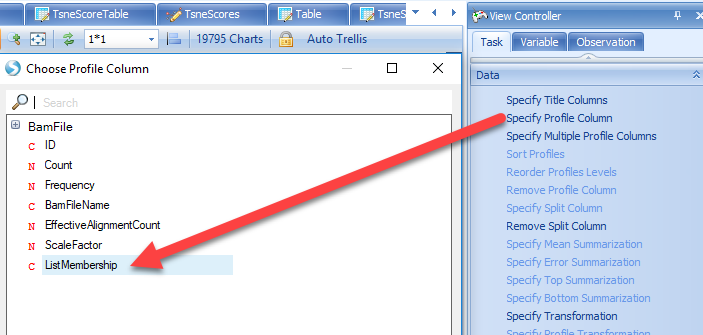 TsneScoreTable TsneScores Table TsneSc
1*1 19795 Charts Auto Trellis
Choose Profile Column
Search
BamFile
C ID
N Count
N Frequency
C BamFileName
N EffectiveAlignmentCount
N ScaleFactor
C ListMembership
View Controller
Task Variable Observation
Data
Specify Title Columns
Specify Profile Column
Specify Multiple Profile Columns
Sort Profiles
Reorder Profiles Levels
Remove Profile Column
Specify Split Column
Remove Split Column
Specify Mean Summarization
Specify Error Summarization
Specify Top Summarization
Specify Bottom Summarization
Specify Transformation
Specify Profile Transformation